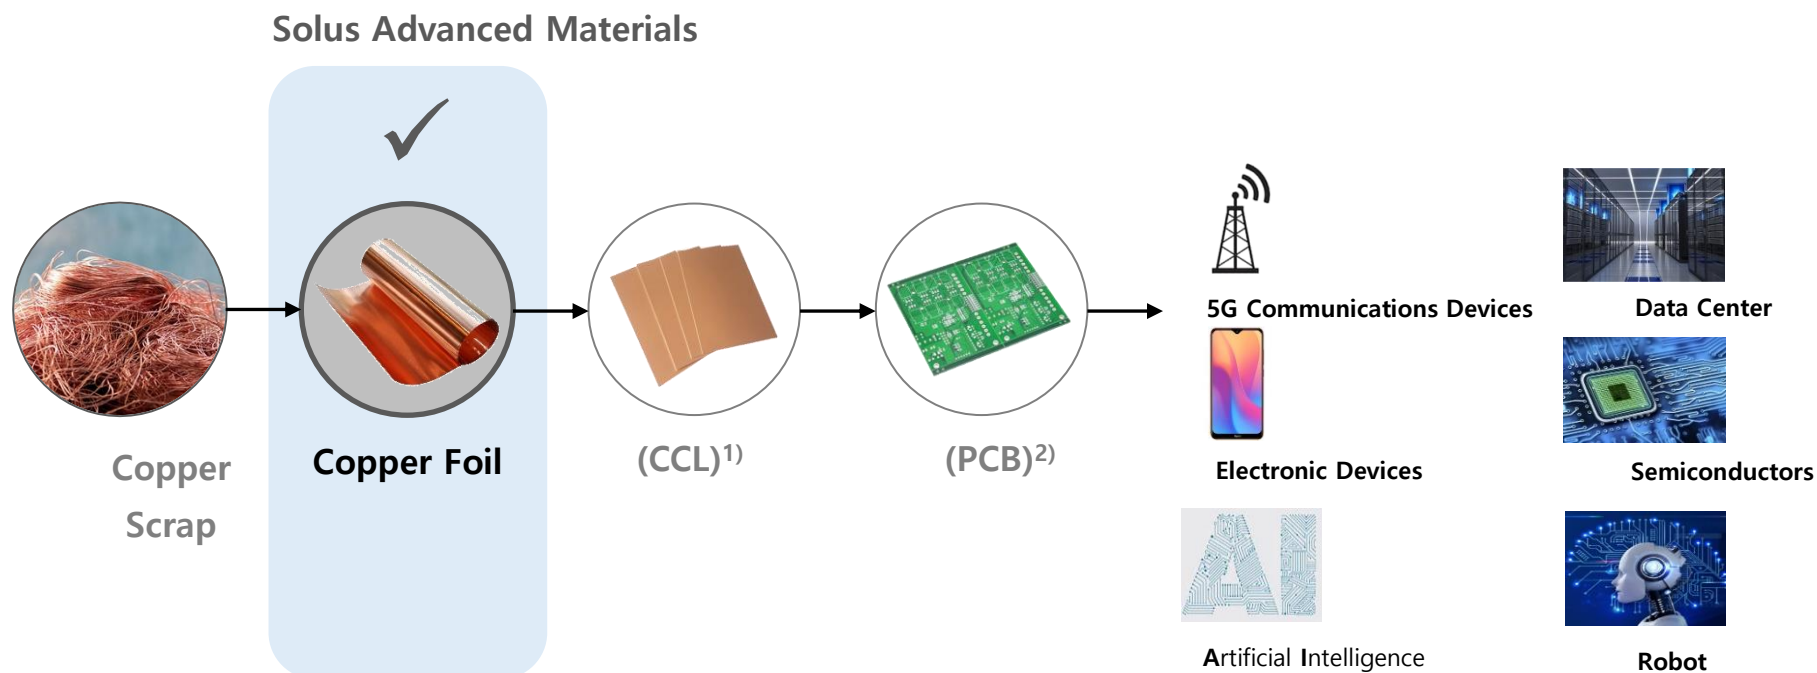 Solus Advanced Materials
Copper
Scrap
Copper Foil
(CCL)1)
(PCB)2)
5G Communications Devices
Data Center
Electronic Devices
Semiconductors
AI
Artificial Intelligence
Robot